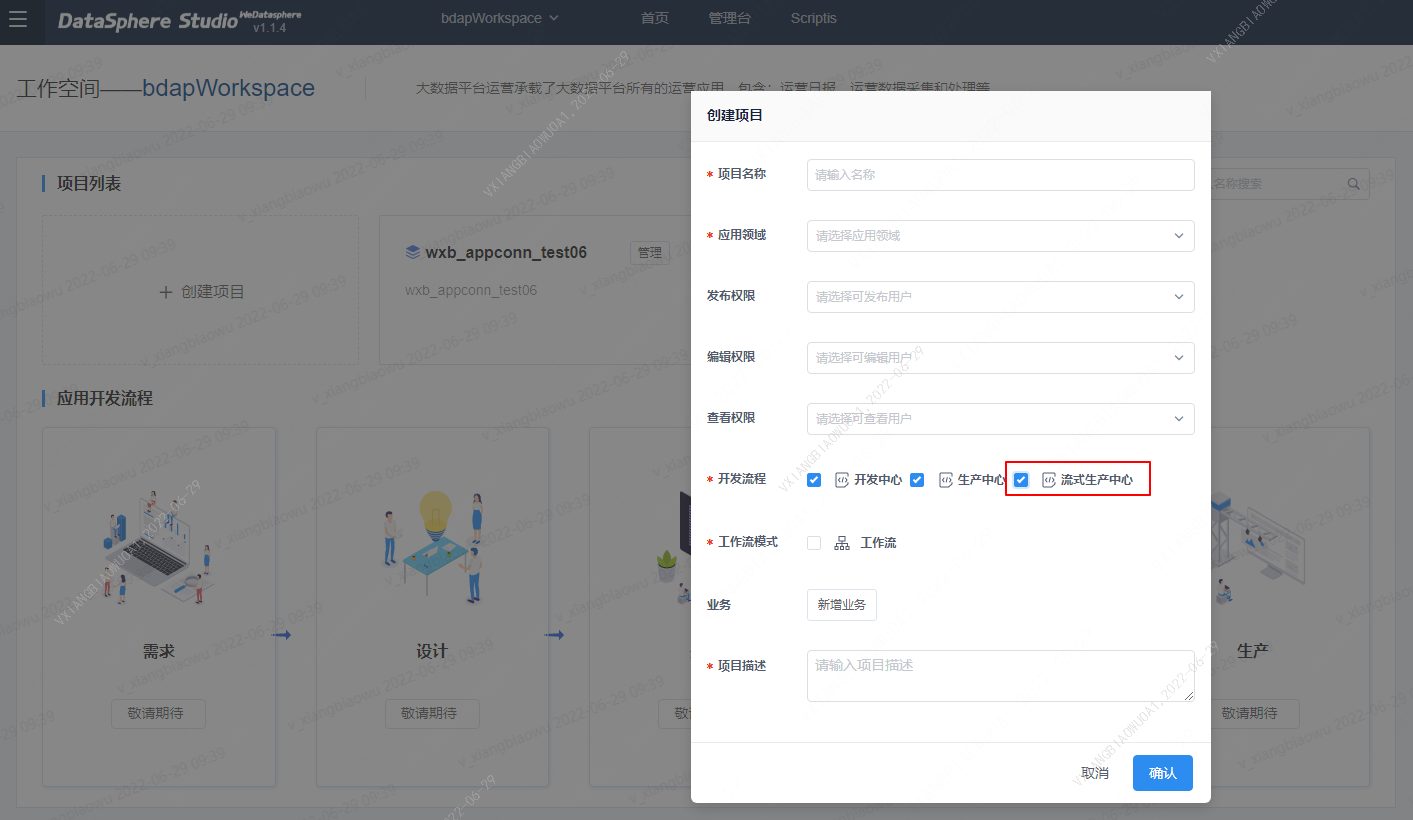 DataSphere Studio WeDatasphere
v1.1.4
bdapWorkspace
首页
管理台
Scriptis
工作空间——bdapWorkspace
大数据平台运营承载了大数据平台所有的运营应用，包含：运营日报、运营数据采集和处理等
创建项目
项目列表
名称搜索
* 项目名称
请输入名称
* 应用领域
请选择应用领域
wxb_appconn_test06
管理
wxb_appconn_test06
+ 创建项目
发布权限
请选择可发布用户
编辑权限
请选择可编辑用户
应用开发流程
查看权限
请选择可查看用户
* 开发流程
开发中心
生产中心
流式生产中心
* 工作流模式
工作流
业务
新增业务
* 项目描述
请输入项目描述
需求
设计
生产
敬请期待
敬请期待
敬请期待
取消
确认
v_xiangbiaowu 2022-06-29 09:39
VXIANGBIAOWUOA1,2022-06-29